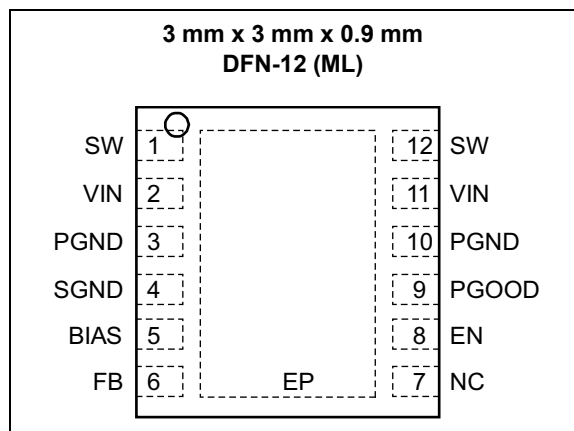 3 mm x 3 mm x 0.9 mm
DFN-12 (ML)
SW 1 12 SW
VIN 2 11 VIN
PGND 3 10 PGND
SGND 4 9 PGOOD
BIAS 5 8 EN
FB 6 EP 7 NC